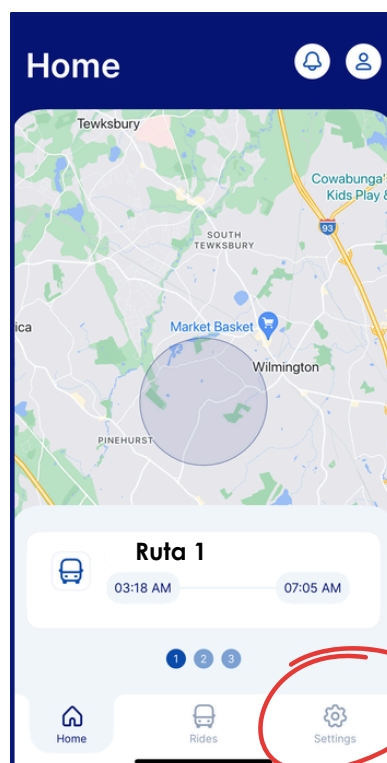 Home
Tewksbury
Cowabunga's
Kids Play &
93
SOUTH
TEWKSBURY
ica
Market Basket
Wilmington
PINEHURST
Ruta 1
03:18 AM
07:05 AM
1 2 3
Home
Rides
Settings